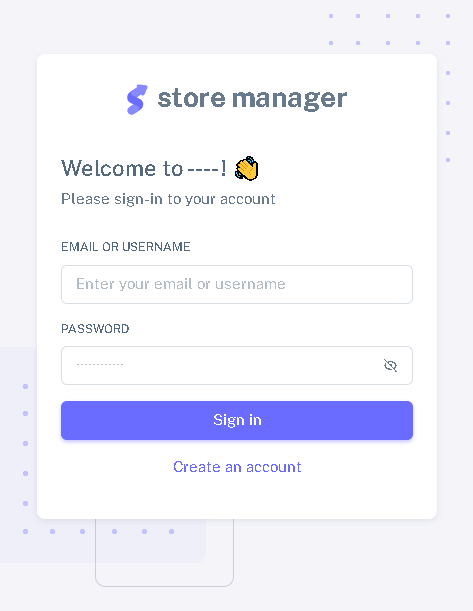 store manager
Welcome to ----! 👋
Please sign-in to your account
EMAIL OR USERNAME
Enter your email or username
PASSWORD
············
Sign in
Create an account